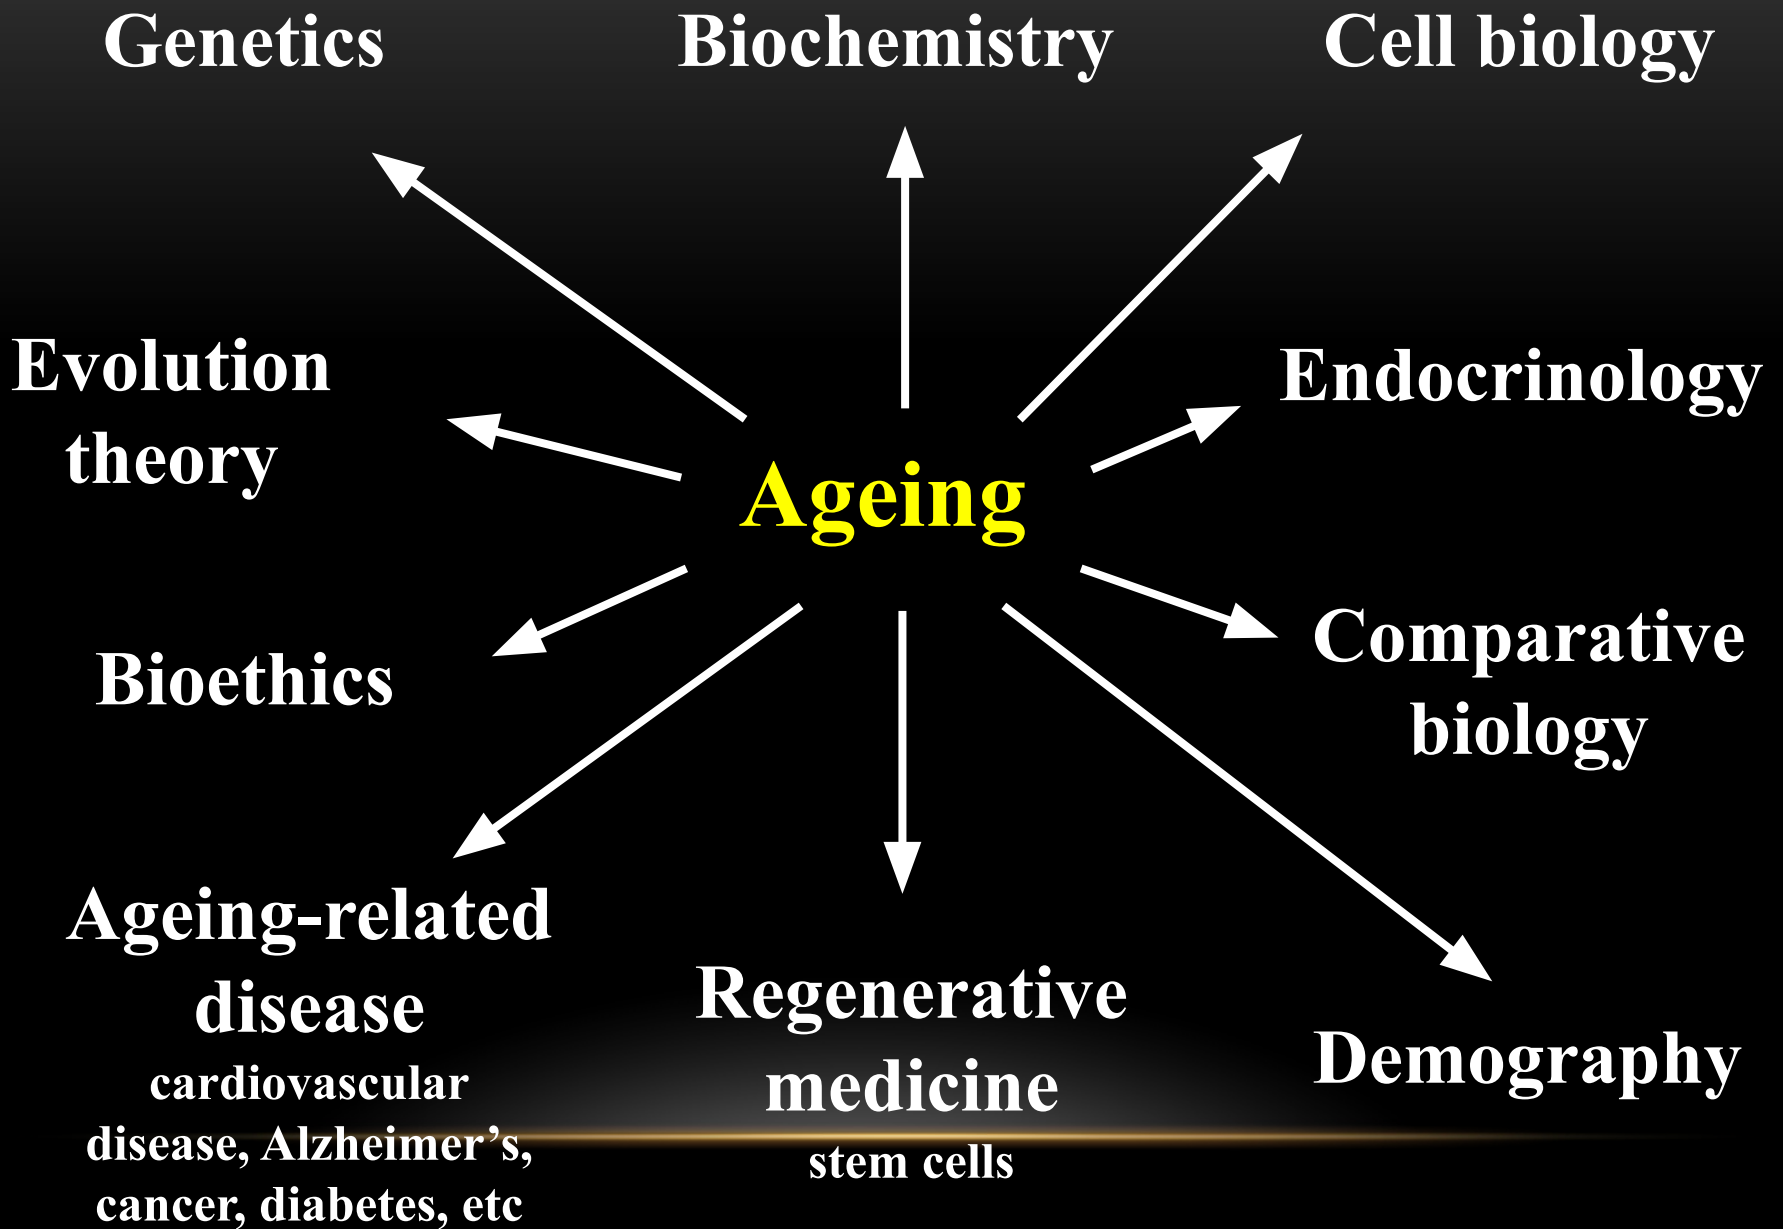 Genetics
Biochemistry
Cell biology
Evolution
theory
Endocrinology
Ageing
Bioethics
Comparative
biology
Ageing-related
disease
cardiovascular
disease, Alzheimer’s,
cancer, diabetes, etc
Regenerative
medicine
stem cells
Demography